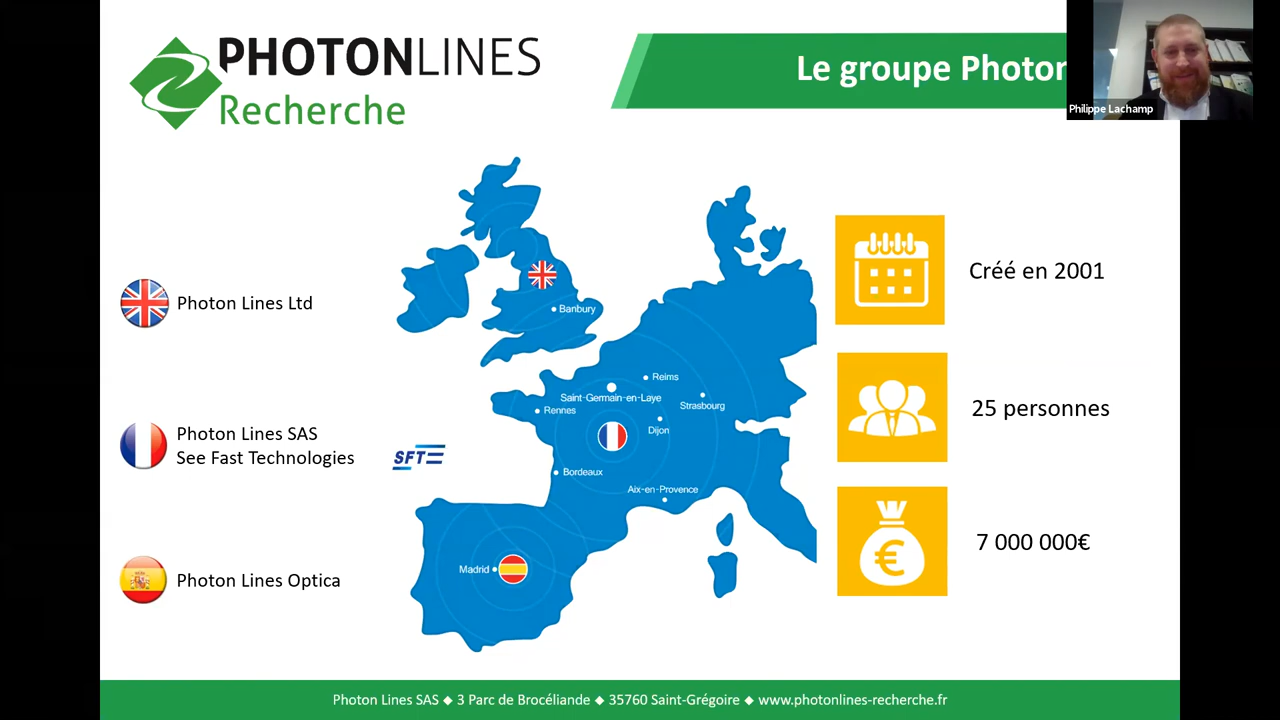 PHOTONLINES
Recherche
Le groupe Photon
Philippe Lachamp
Photon Lines Ltd
Photon Lines SAS
See Fast Technologies
SFTE
Photon Lines Optica
Banbury
Reims
Saint-Germain-en-Laye
Strasbourg
Rennes
Dijon
Bordeaux
Aix-en-Provence
Madrid
Créé en 2001
25 personnes
€
7 000 000€
Photon Lines SAS ◆ 3 Parc de Brocéliande ◆ 35760 Saint-Grégoire ◆ www.photonlines-recherche.fr